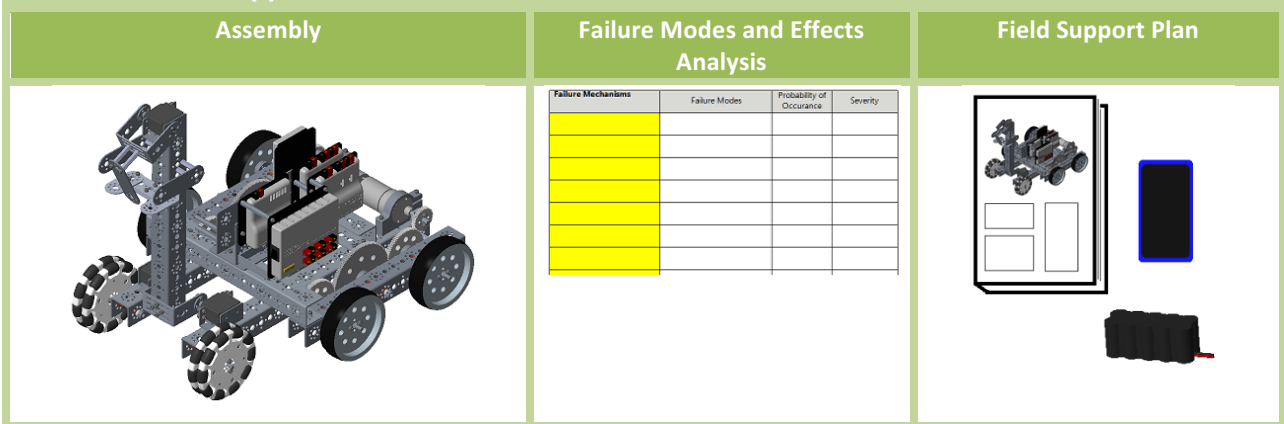 Assembly
Failure Modes and Effects
Analysis
Field Support Plan
Failure Mechanisms
Failure Modes
Probability of
Occurance
Severity